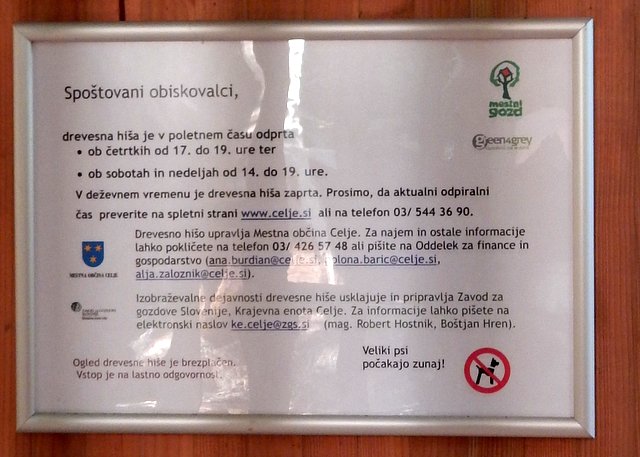 Spoštovani obiskovalci,
mestni
gozd
green4grey
drevesna hiša je v poletnem času odprta
• ob četrtkih od 17. do 19. ure ter
• ob sobotah in nedeljah od 14. do 19. ure.
V deževnem vremenu je drevesna hiša zaprta. Prosimo, da aktualni odpiralni
čas preverite na spletni strani www.celje.si ali na telefon 03/ 544 36 90.
Drevesno hišo upravlja Mestna občina Celje. Za najem in ostale informacije
lahko pokličete na telefon 03/ 426 57 48 ali pišite na Oddelek za finance in
gospodarstvo (ana.burdian@celje.si, polona.baric@celje.si,
alja.zaloznik@celje.si).
MESTNA OBČINA CELJE
Izobraževalne dejavnosti drevesne hiše usklajuje in pripravlja Zavod za
gozdove Slovenije, Krajevna enota Celje. Za informacije lahko pišete na
elektronski naslov ke.celje@zgs.si (mag. Robert Hostnik, Boštjan Hren).
Ogled drevesne hiše je brezplačen.
Vstop je na lastno odgovornost.
Veliki psi
počakajo zunaj!